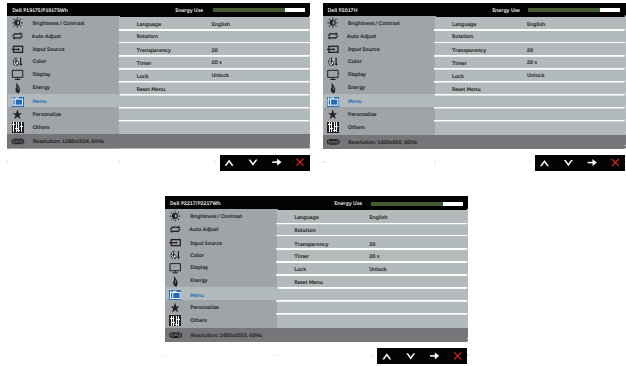 Dell P1917S/P1917SWh Energy Use
Brightness / Contrast Language English
Auto Adjust Rotation
Input Source Transparency 20
Color Timer 20 s
Display Lock Unlock
Energy Reset Menu
Menu
Personalize
Others
Resolution: 1280x1024, 60Hz
Dell P2017H Energy Use
Brightness / Contrast Language English
Auto Adjust Rotation
Input Source Transparency 20
Color Timer 20 s
Display Lock Unlock
Energy Reset Menu
Menu
Personalize
Others
Resolution: 1600x900, 60Hz
Dell P2217/P2217Wh Energy Use
Brightness / Contrast Language English
Auto Adjust Rotation
Input Source Transparency 20
Color Timer 20 s
Display Lock Unlock
Energy Reset Menu
Menu
Personalize
Others
Resolution: 1680x1050, 60Hz